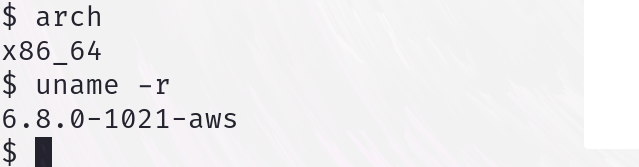 $ arch
x86_64
$ uname -r
6.8.0-1021-aws
$